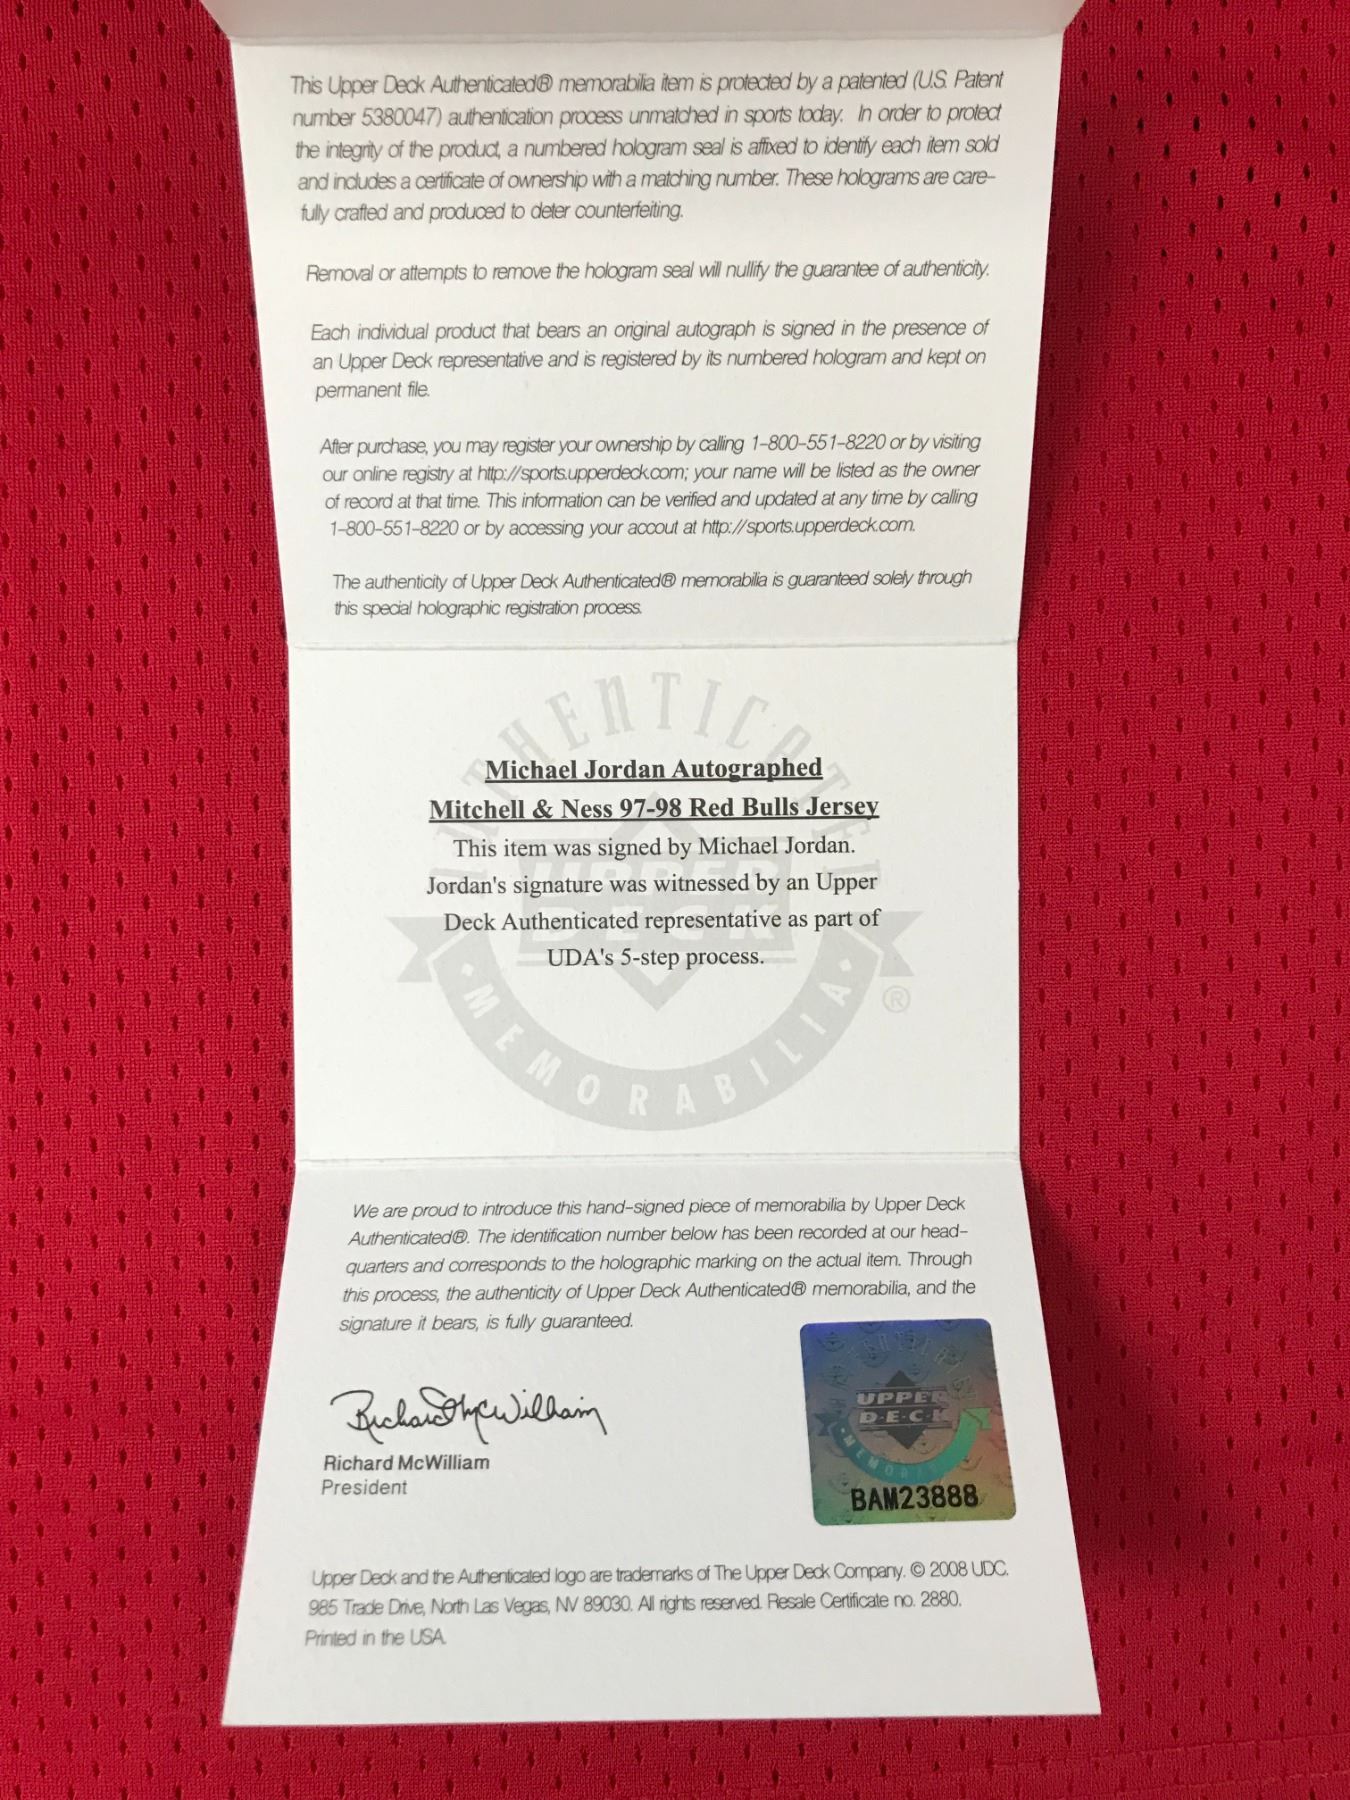 This Upper Deck Authenticated® memorabilia item is protected by a patented (U.S. Patent
number 5380047) authentication process unmatched in sports today. In order to protect
the integrity of the product, a numbered hologram seal is affixed to identify each item sold
and includes a certificate of ownership with a matching number. These holograms are care-
fully crafted and produced to deter counterfeiting.
Removal or attempts to remove the hologram seal will nullify the guarantee of authenticity.
Each individual product that bears an original autograph is signed in the presence of
an Upper Deck representative and is registered by its numbered hologram and kept on
permanent file.
After purchase, you may register your ownership by calling 1-800-551-8220 or by visiting
our online registry at http://sports.upperdeck.com; your name will be listed as the owner
of record at that time. This information can be verified and updated at any time by calling
1-800-551-8220 or by accessing your accout at http://sports.upperdeck.com.
The authenticity of Upper Deck Authenticated® memorabilia is guaranteed solely through
this special holographic registration process.
AUTHENTICATED
UPPER
DECK
MEMORABILIA
®
Michael Jordan Autographed
Mitchell & Ness 97-98 Red Bulls Jersey
This item was signed by Michael Jordan.
Jordan's signature was witnessed by an Upper
Deck Authenticated representative as part of
UDA's 5-step process.
We are proud to introduce this hand-signed piece of memorabilia by Upper Deck
Authenticated®. The identification number below has been recorded at our head-
quarters and corresponds to the holographic marking on the actual item. Through
this process, the authenticity of Upper Deck Authenticated® memorabilia, and the
signature it bears, is fully guaranteed.
Richard McWilliam
Richard McWilliam
President
UPPER
D·E·C·K
BAM23888
Upper Deck and the Authenticated logo are trademarks of The Upper Deck Company. © 2008 UDC.
985 Trade Drive, North Las Vegas, NV 89030. All rights reserved. Resale Certificate no. 2880.
Printed in the USA